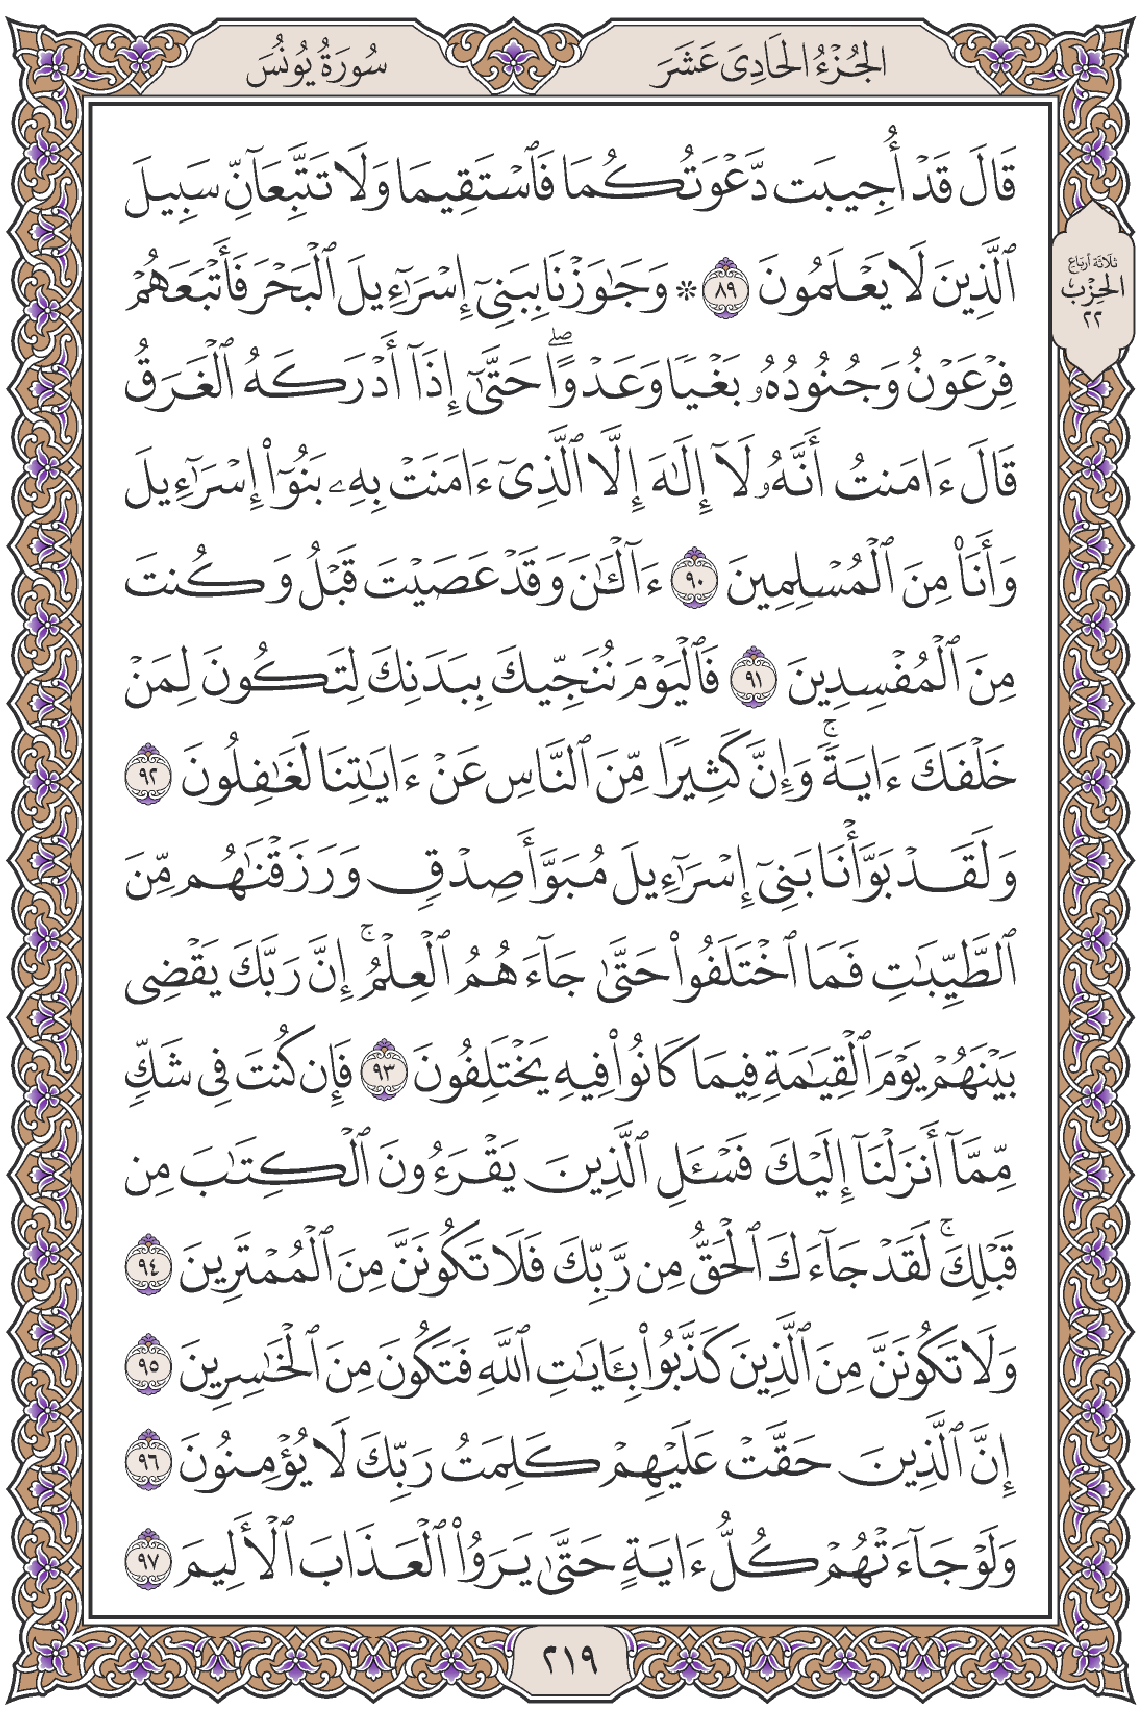 الجُزْءُ الحَادِى عَشَرَ
سُورَةُ يُونُسَ
قَالَ قَدْ أُجِيبَت دَّعْوَتُكُمَا فَٱسْتَقِيمَا وَلَا تَتَّبِعَآنِّ سَبِيلَ
ٱلَّذِينَ لَا يَعْلَمُونَ ٨٩ ۞ وَجَٰوَزْنَا بِبَنِىٓ إِسْرَٰٓءِيلَ ٱلْبَحْرَ فَأَتْبَعَهُمْ
ثلاثة أرباع
الحِزْب
٢٢
فِرْعَوْنُ وَجُنُودُهُۥ بَغْيًا وَعَدْوًا ۖ حَتَّىٰٓ إِذَآ أَدْرَكَهُ ٱلْغَرَقُ
قَالَ ءَامَنتُ أَنَّهُۥ لَآ إِلَٰهَ إِلَّا ٱلَّذِىٓ ءَامَنَتْ بِهِۦ بَنُوٓا۟ إِسْرَٰٓءِيلَ
وَأَنَا۠ مِنَ ٱلْمُسْلِمِينَ ٩٠ ءَآلْـَٰٔنَ وَقَدْ عَصَيْتَ قَبْلُ وَكُنتَ
مِنَ ٱلْمُفْسِدِينَ ٩١ فَٱلْيَوْمَ نُنَجِّيكَ بِبَدَنِكَ لِتَكُونَ لِمَنْ
خَلْفَكَ ءَايَةً ۚ وَإِنَّ كَثِيرًا مِّنَ ٱلنَّاسِ عَنْ ءَايَٰتِنَا لَغَٰفِلُونَ ٩٢
وَلَقَدْ بَوَّأْنَا بَنِىٓ إِسْرَٰٓءِيلَ مُبَوَّأَ صِدْقٍ وَرَزَقْنَٰهُم مِّنَ
ٱلطَّيِّبَٰتِ فَمَا ٱخْتَلَفُوا۟ حَتَّىٰ جَآءَهُمُ ٱلْعِلْمُ ۚ إِنَّ رَبَّكَ يَقْضِى
بَيْنَهُمْ يَوْمَ ٱلْقِيَٰمَةِ فِيمَا كَانُوا۟ فِيهِ يَخْتَلِفُونَ ٩٣ فَإِن كُنتَ فِى شَكٍّ
مِّمَّآ أَنزَلْنَآ إِلَيْكَ فَسْـَٔلِ ٱلَّذِينَ يَقْرَءُونَ ٱلْكِتَٰبَ مِن
قَبْلِكَ ۚ لَقَدْ جَآءَكَ ٱلْحَقُّ مِن رَّبِّكَ فَلَا تَكُونَنَّ مِنَ ٱلْمُمْتَرِينَ ٩٤
وَلَا تَكُونَنَّ مِنَ ٱلَّذِينَ كَذَّبُوا۟ بِـَٔايَٰتِ ٱللَّهِ فَتَكُونَ مِنَ ٱلْخَٰسِرِينَ ٩٥
إِنَّ ٱلَّذِينَ حَقَّتْ عَلَيْهِمْ كَلِمَتُ رَبِّكَ لَا يُؤْمِنُونَ ٩٦
وَلَوْ جَآءَتْهُمْ كُلُّ ءَايَةٍ حَتَّىٰ يَرَوُا۟ ٱلْعَذَابَ ٱلْأَلِيمَ ٩٧
٢١٩